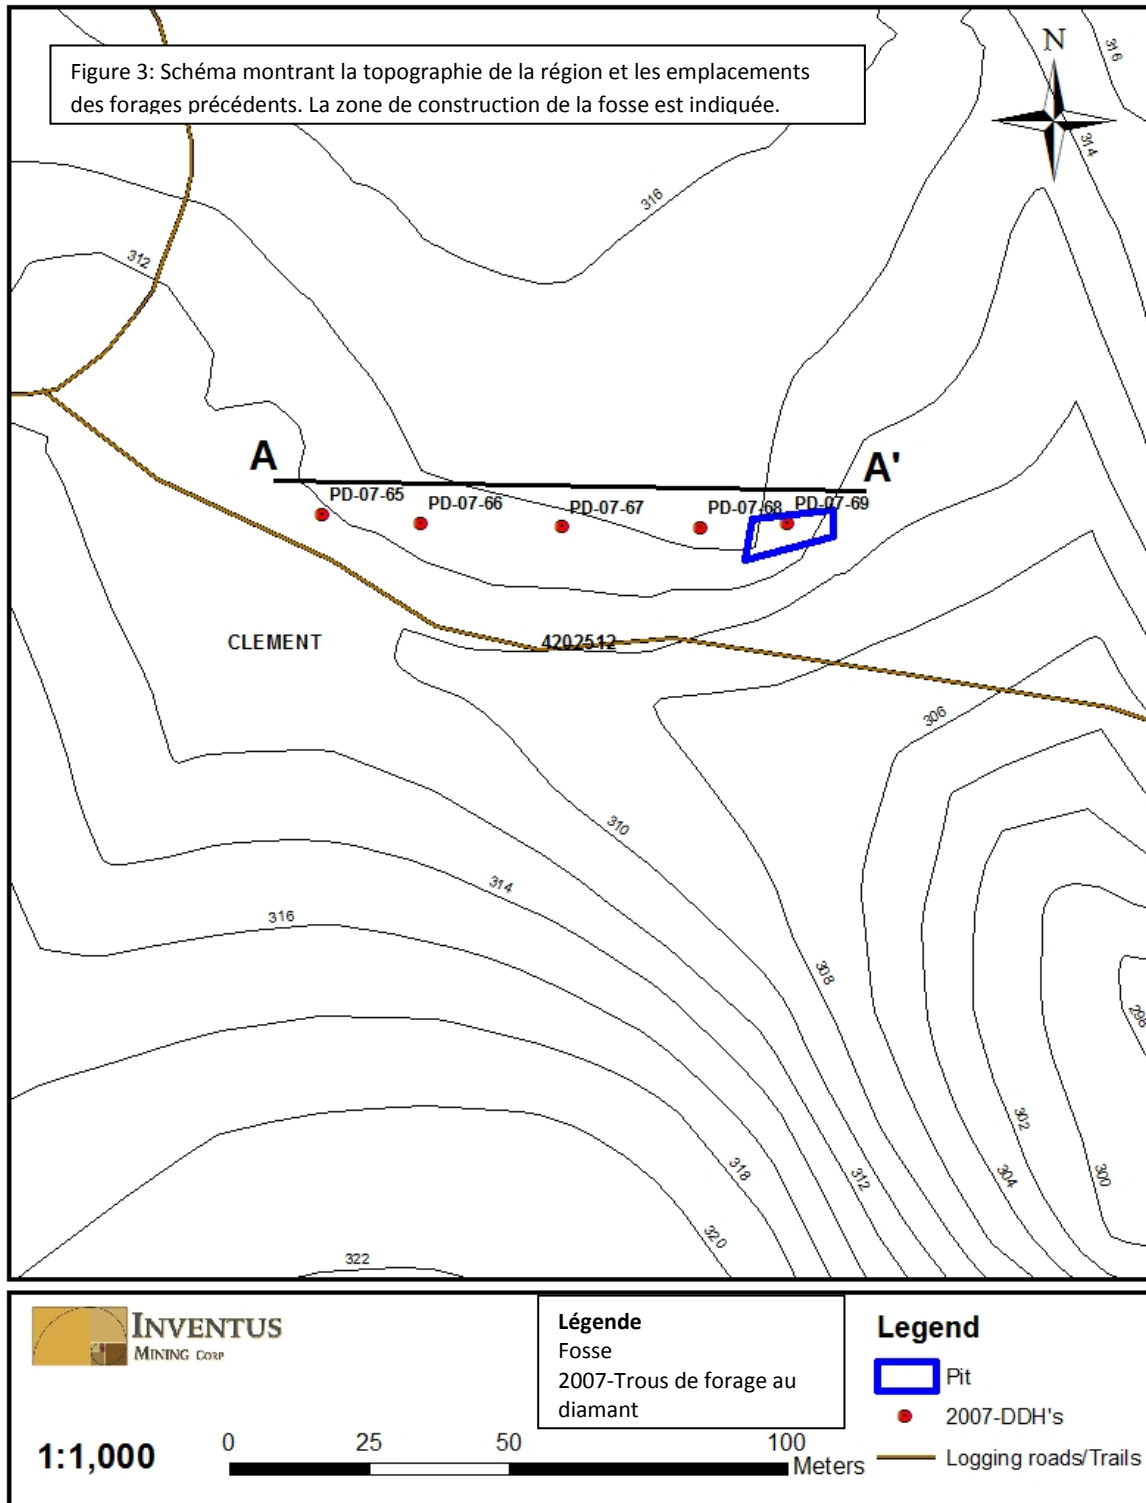 Figure 3: Schéma montrant la topographie de la région et les emplacements
des forages précédents. La zone de construction de la fosse est indiquée.
N
316
314
316
312
A
A'
PD-07-65
PD-07-66
PD-07-67
PD-07-68
PD-07-69
CLEMENT
4202512
306
310
314
316
308
298
302
300
304
312
318
320
322
INVENTUS
MINING CORP
1:1,000
0 25 50 100
Meters
Légende
Fosse
2007-Trous de forage au
diamant
Legend
Pit
2007-DDH's
Logging roads/Trails